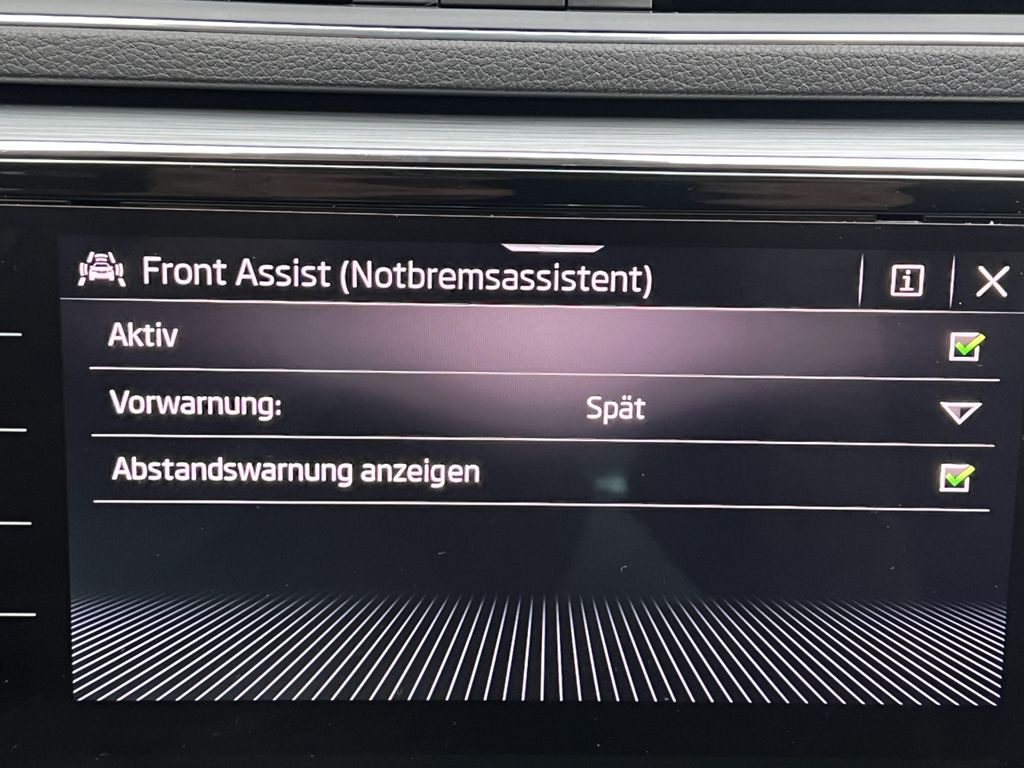 Front Assist (Notbremsassistent)
Aktiv
Vorwarnung: Spät
Abstandswarnung anzeigen